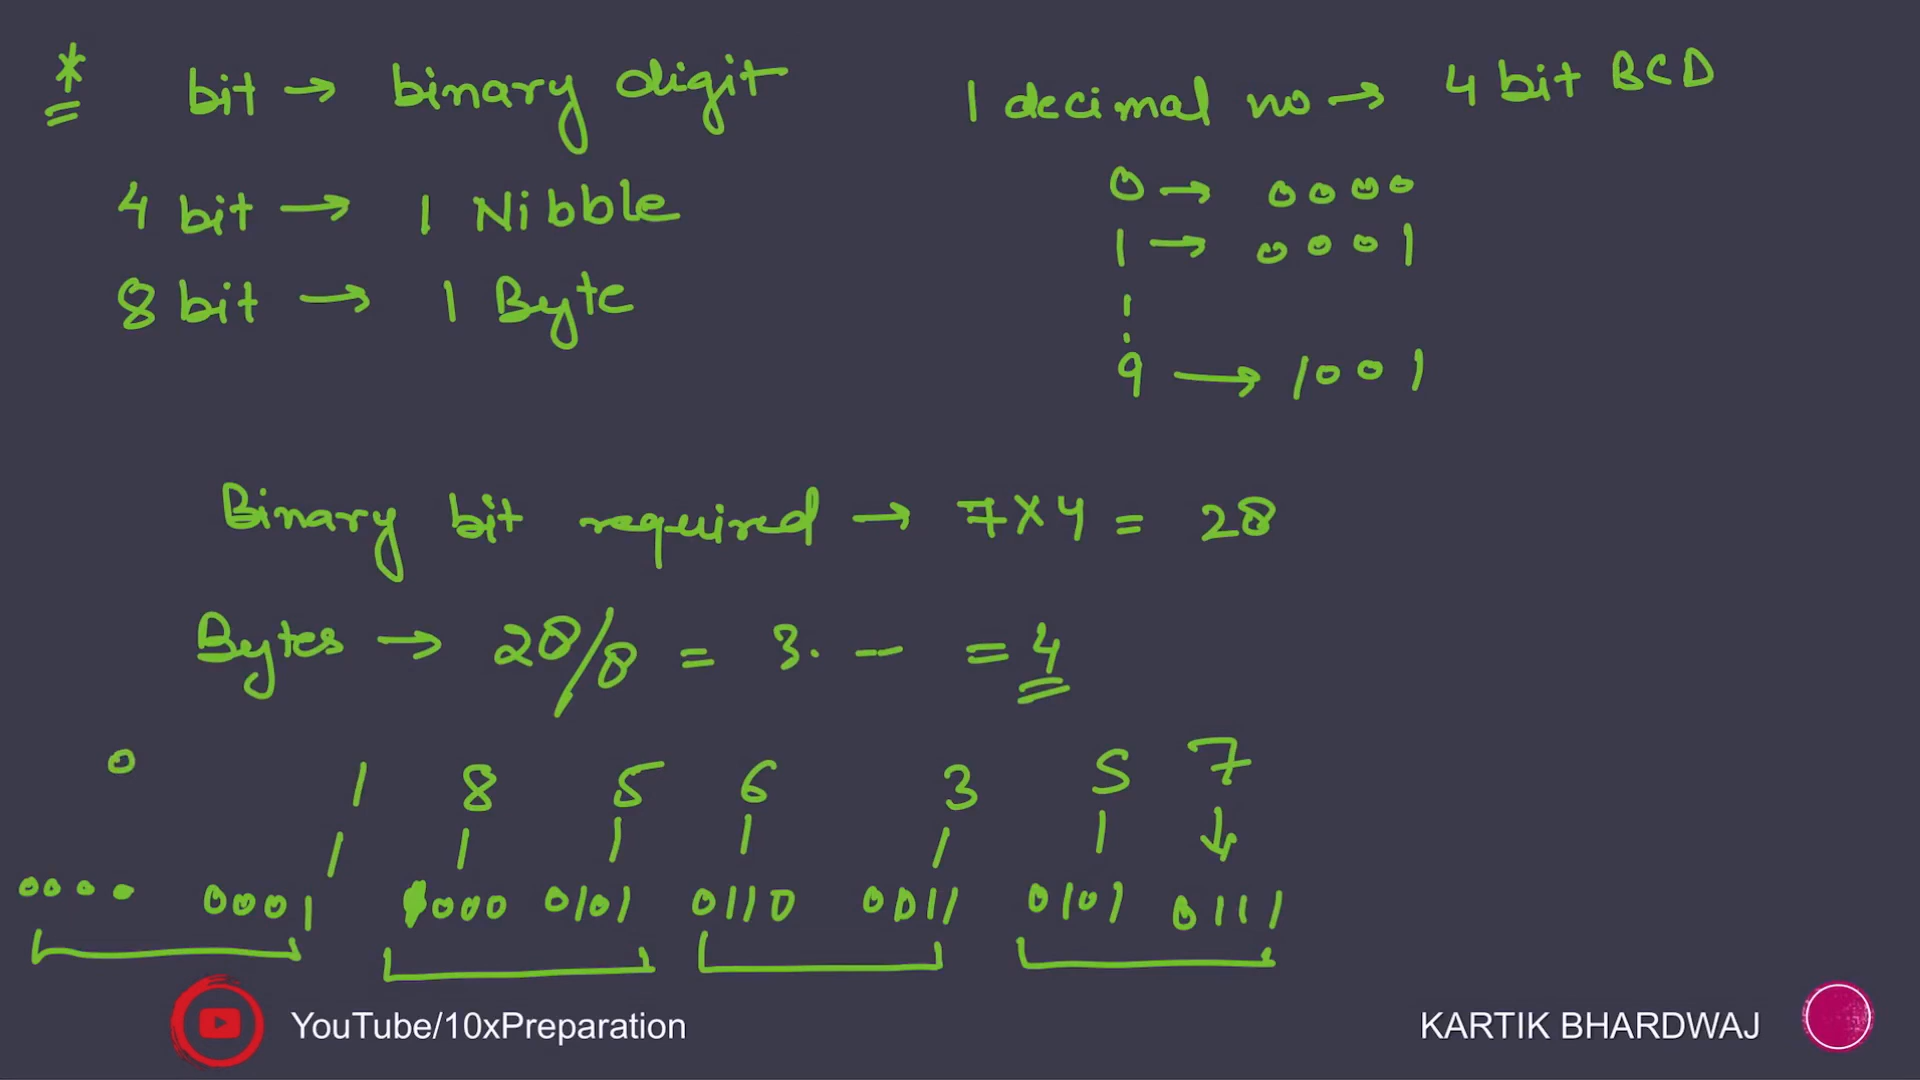 * bit → binary digit
4 bit → 1 Nibble
8 bit → 1 Byte
1 decimal no → 4 bit BCD
0 → 0000
1 → 0001
9 → 1001
Binary bit required → 7×4 = 28
Bytes → 28/8 = 3. -- = 4
0 1 8 5 6 3 5 7
0000 0001 1000 0101 0110 0011 0101 0111
YouTube/10xPreparation
KARTIK BHARDWAJ